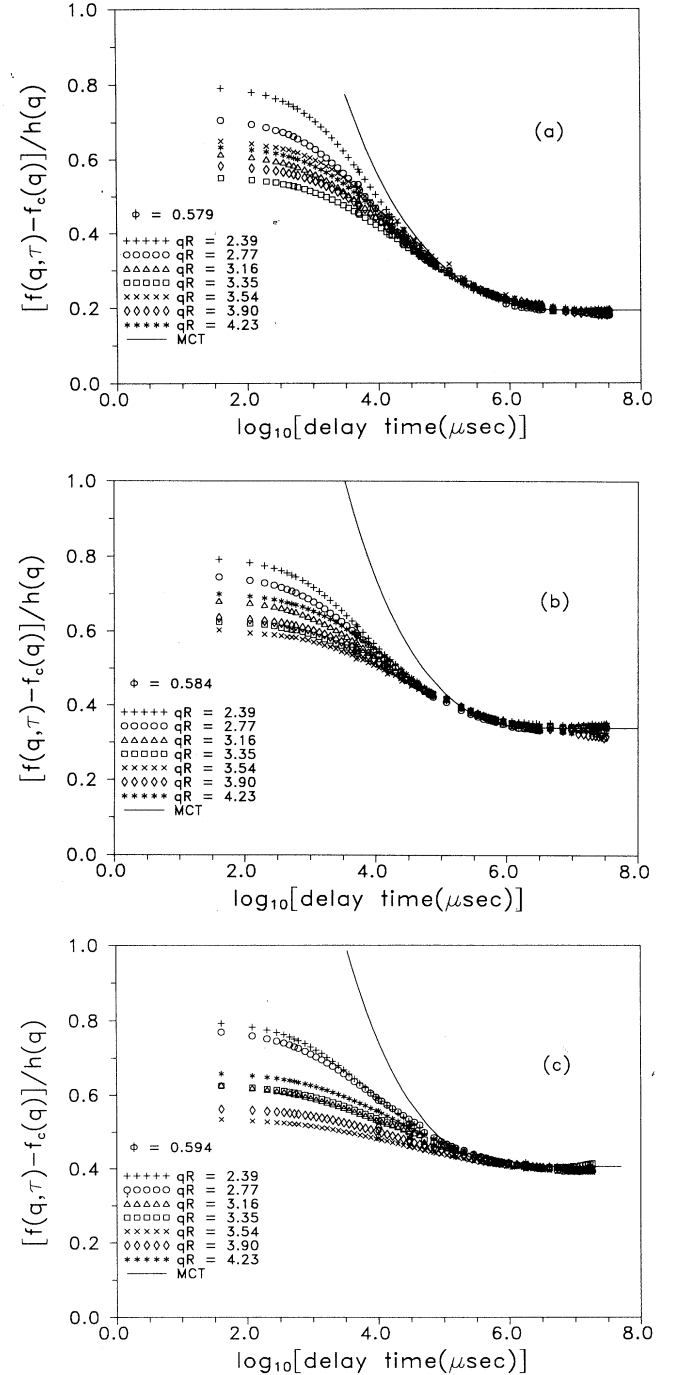 1.0
0.8
0.6
0.4
0.2
0.0
[f(q,τ)−f_c(q)]/h(q)
(a)
Φ = 0.579
+++++ qR = 2.39
○○○○○ qR = 2.77
△△△△△ qR = 3.16
□□□□□ qR = 3.35
××××× qR = 3.54
◇◇◇◇◇ qR = 3.90
***** qR = 4.23
—— MCT
0.0 2.0 4.0 6.0 8.0
log₁₀[delay time(μsec)]
1.0
0.8
0.6
0.4
0.2
0.0
[f(q,τ)−f_c(q)]/h(q)
(b)
Φ = 0.584
+++++ qR = 2.39
○○○○○ qR = 2.77
△△△△△ qR = 3.16
□□□□□ qR = 3.35
××××× qR = 3.54
◇◇◇◇◇ qR = 3.90
***** qR = 4.23
—— MCT
0.0 2.0 4.0 6.0 8.0
log₁₀[delay time(μsec)]
1.0
0.8
0.6
0.4
0.2
0.0
[f(q,τ)−f_c(q)]/h(q)
(c)
Φ = 0.594
+++++ qR = 2.39
○○○○○ qR = 2.77
△△△△△ qR = 3.16
□□□□□ qR = 3.35
××××× qR = 3.54
◇◇◇◇◇ qR = 3.90
***** qR = 4.23
—— MCT
0.0 2.0 4.0 6.0 8.0
log₁₀[delay time(μsec)]